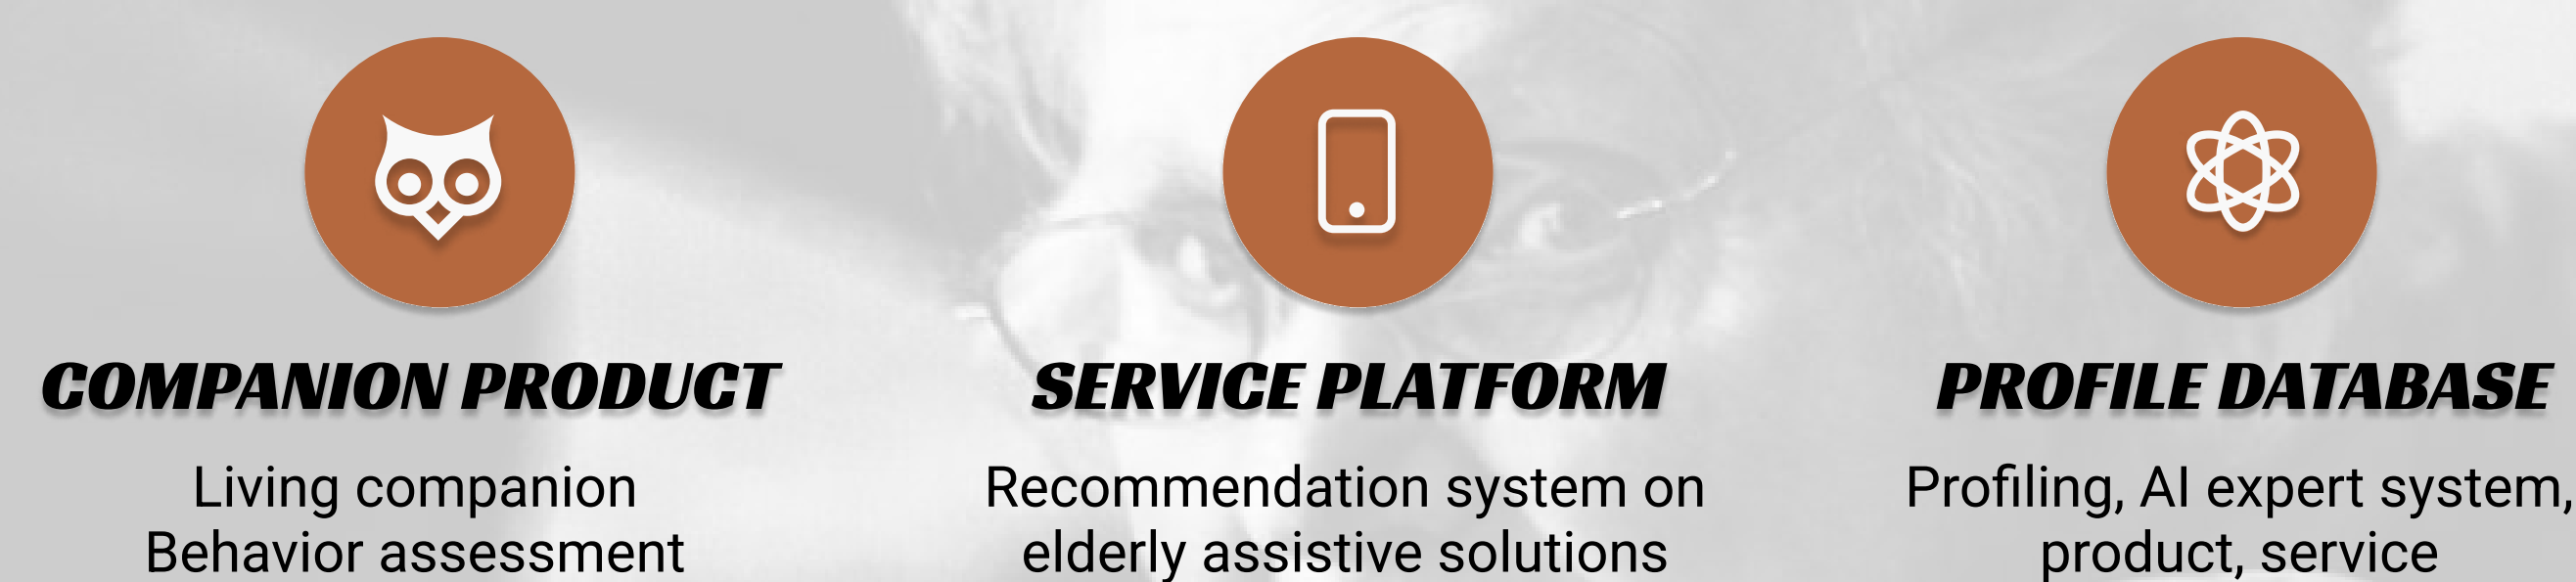 COMPANION PRODUCT
Living companion
Behavior assessment
SERVICE PLATFORM
Recommendation system on
elderly assistive solutions
PROFILE DATABASE
Profiling, AI expert system,
product, service